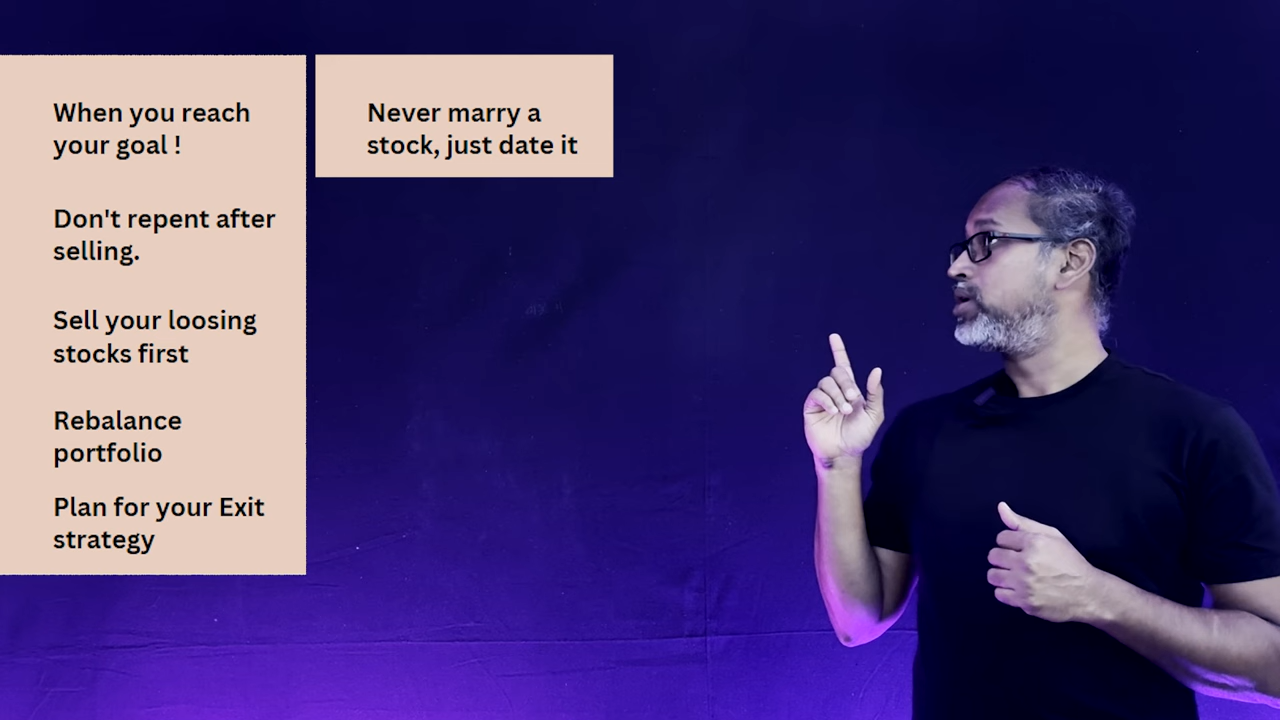 When you reach
your goal !
Don't repent after
selling.
Sell your loosing
stocks first
Rebalance
portfolio
Plan for your Exit
strategy
Never marry a
stock, just date it